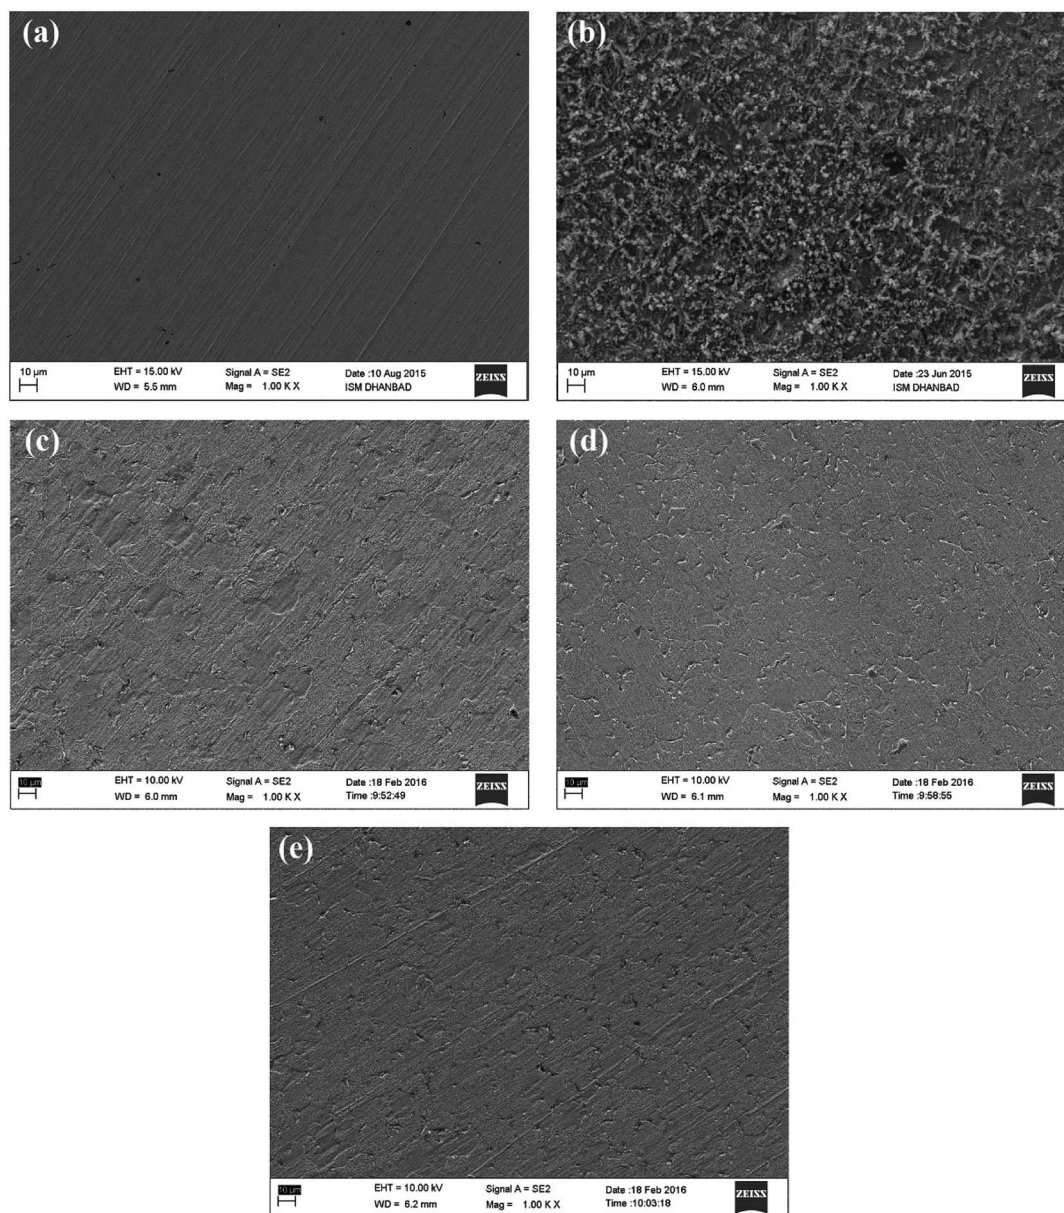 (a)
10 µm
EHT = 15.00 kV
Signal A = SE2
Date :10 Aug 2015
WD = 5.5 mm
Mag = 1.00 K X
ISM DHANBAD
ZEISS
(b)
10 µm
EHT = 15.00 kV
Signal A = SE2
Date :23 Jun 2015
WD = 6.0 mm
Mag = 1.00 K X
ISM DHANBAD
ZEISS
(c)
10 µm
EHT = 10.00 kV
Signal A = SE2
Date :18 Feb 2016
WD = 6.0 mm
Mag = 1.00 K X
Time :9:52:49
ZEISS
(d)
10 µm
EHT = 10.00 kV
Signal A = SE2
Date :18 Feb 2016
WD = 6.1 mm
Mag = 1.00 K X
Time :9:58:55
ZEISS
(e)
10 µm
EHT = 10.00 kV
Signal A = SE2
Date :18 Feb 2016
WD = 6.2 mm
Mag = 1.00 K X
Time :10:03:18
ZEISS